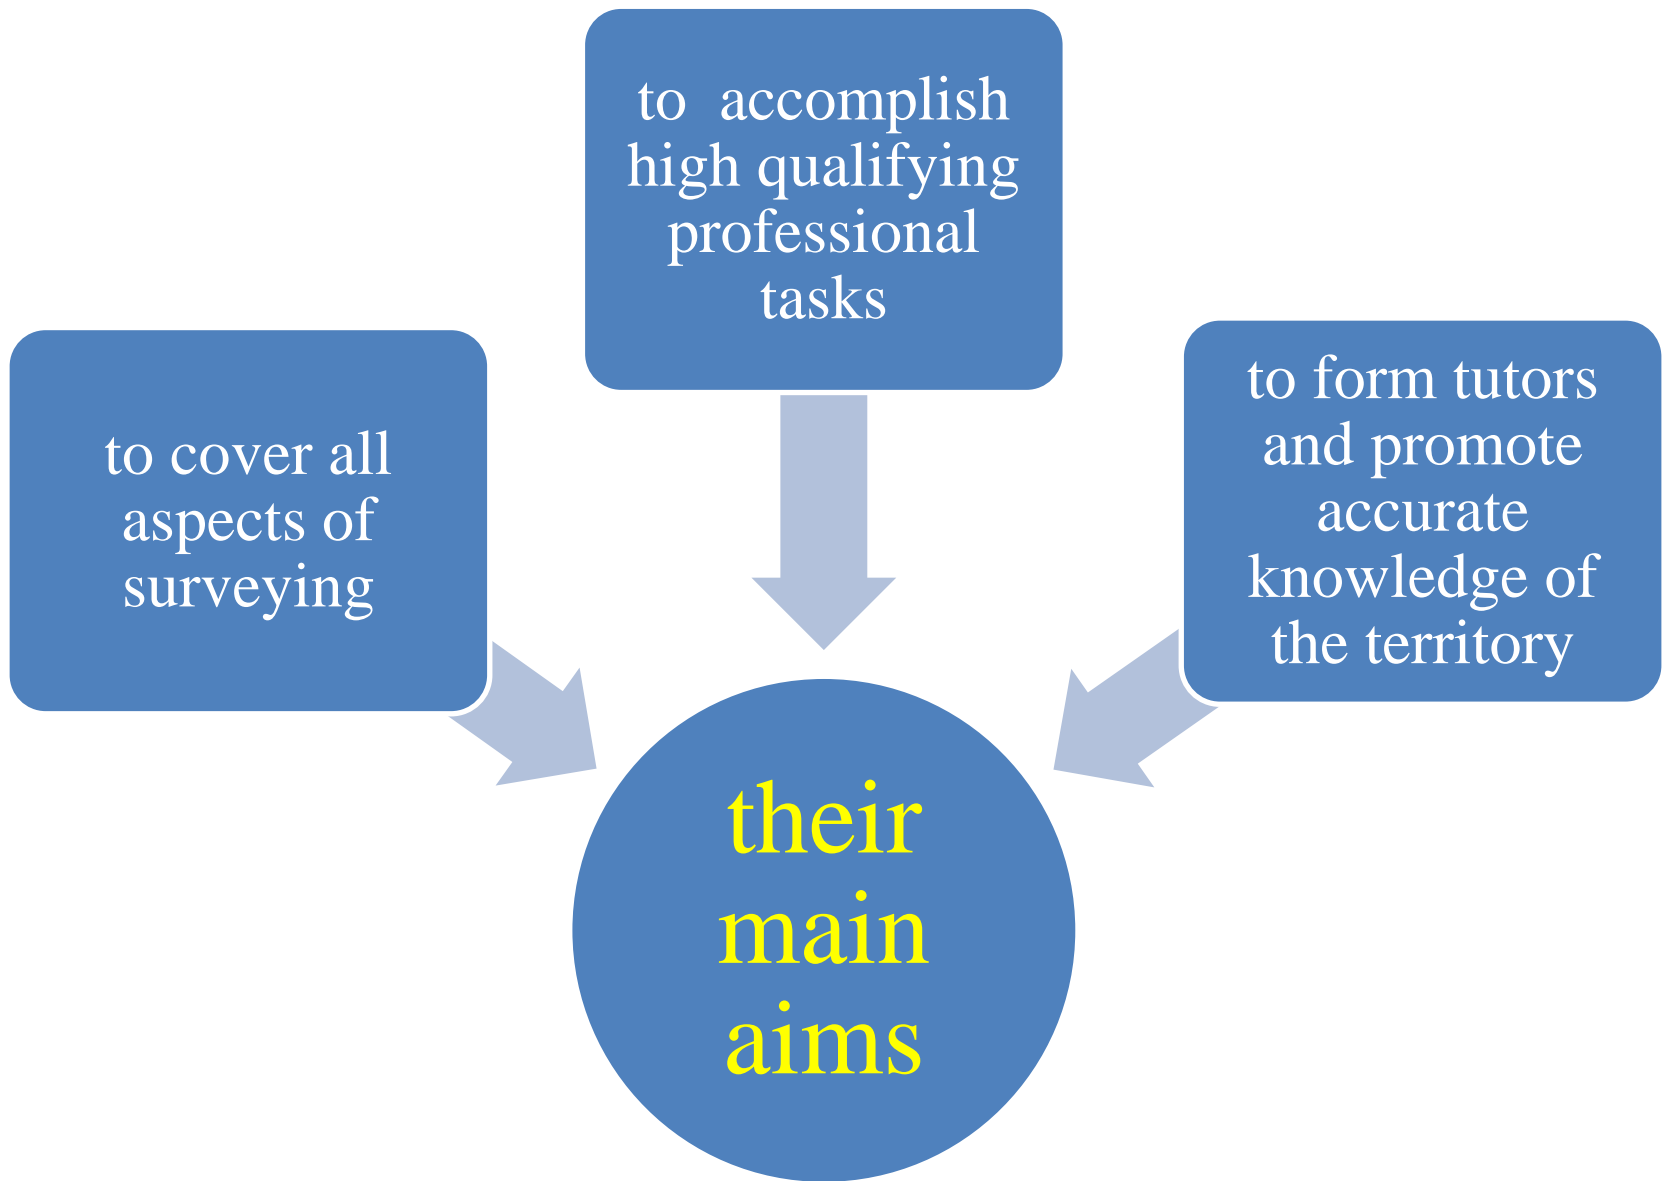 to accomplish
high qualifying
professional
tasks
to cover all
aspects of
surveying
to form tutors
and promote
accurate
knowledge of
the territory
their
main
aims